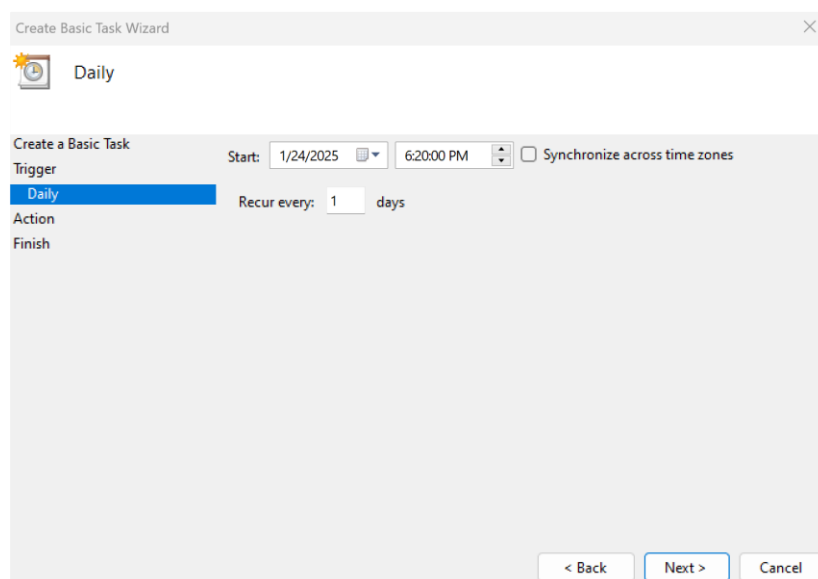 Create Basic Task Wizard
Daily
Create a Basic Task
Trigger
Daily
Action
Finish
Start: 1/24/2025 6:20:00 PM Synchronize across time zones
Recur every: 1 days
< Back Next > Cancel